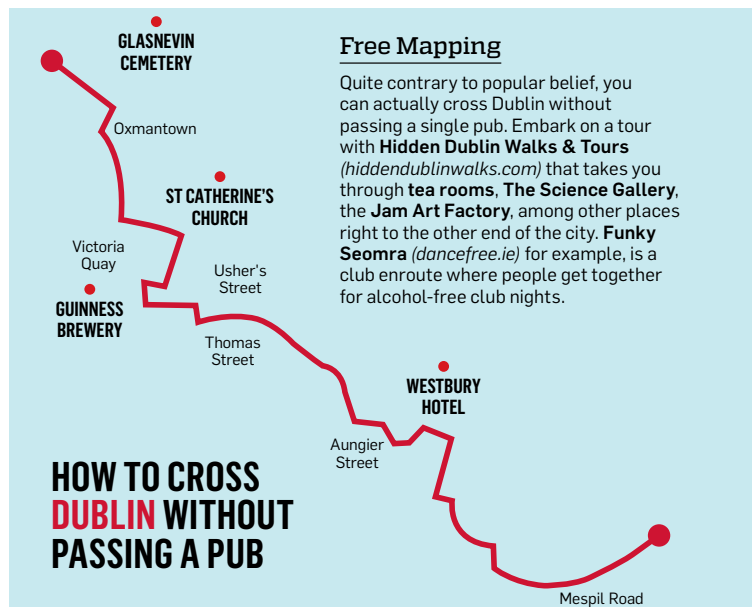 GLASNEVIN
CEMETERY
Oxmantown
ST CATHERINE'S
CHURCH
Victoria
Quay
Usher's
Street
GUINNESS
BREWERY
Thomas
Street
WESTBURY
HOTEL
Aungier
Street
Mespil Road
HOW TO CROSS
DUBLIN WITHOUT
PASSING A PUB
Free Mapping
Quite contrary to popular belief, you
can actually cross Dublin without
passing a single pub. Embark on a tour
with Hidden Dublin Walks & Tours
(hiddendublinwalks.com) that takes you
through tea rooms, The Science Gallery,
the Jam Art Factory, among other places
right to the other end of the city. Funky
Seomra (dancefree.ie) for example, is a
club enroute where people get together
for alcohol-free club nights.